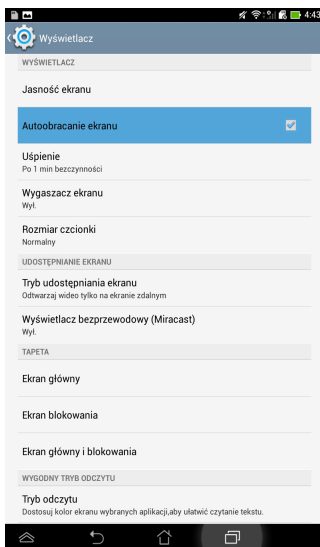 4:43
Wyświetlacz
WYŚWIETLACZ
Jasność ekranu
Autoobracanie ekranu
Uśpienie
Po 1 min bezczynności
Wygaszacz ekranu
Wył.
Rozmiar czcionki
Normalny
UDOSTĘPNIANIE EKRANU
Tryb udostępniania ekranu
Odtwarzaj wideo tylko na ekranie zdalnym
Wyświetlacz bezprzewodowy (Miracast)
Wył.
TAPETA
Ekran główny
Ekran blokowania
Ekran główny i blokowania
WYGODNY TRYB ODCZYTU
Tryb odczytu
Dostosuj kolor ekranu wybranych aplikacji,aby ułatwić czytanie tekstu.